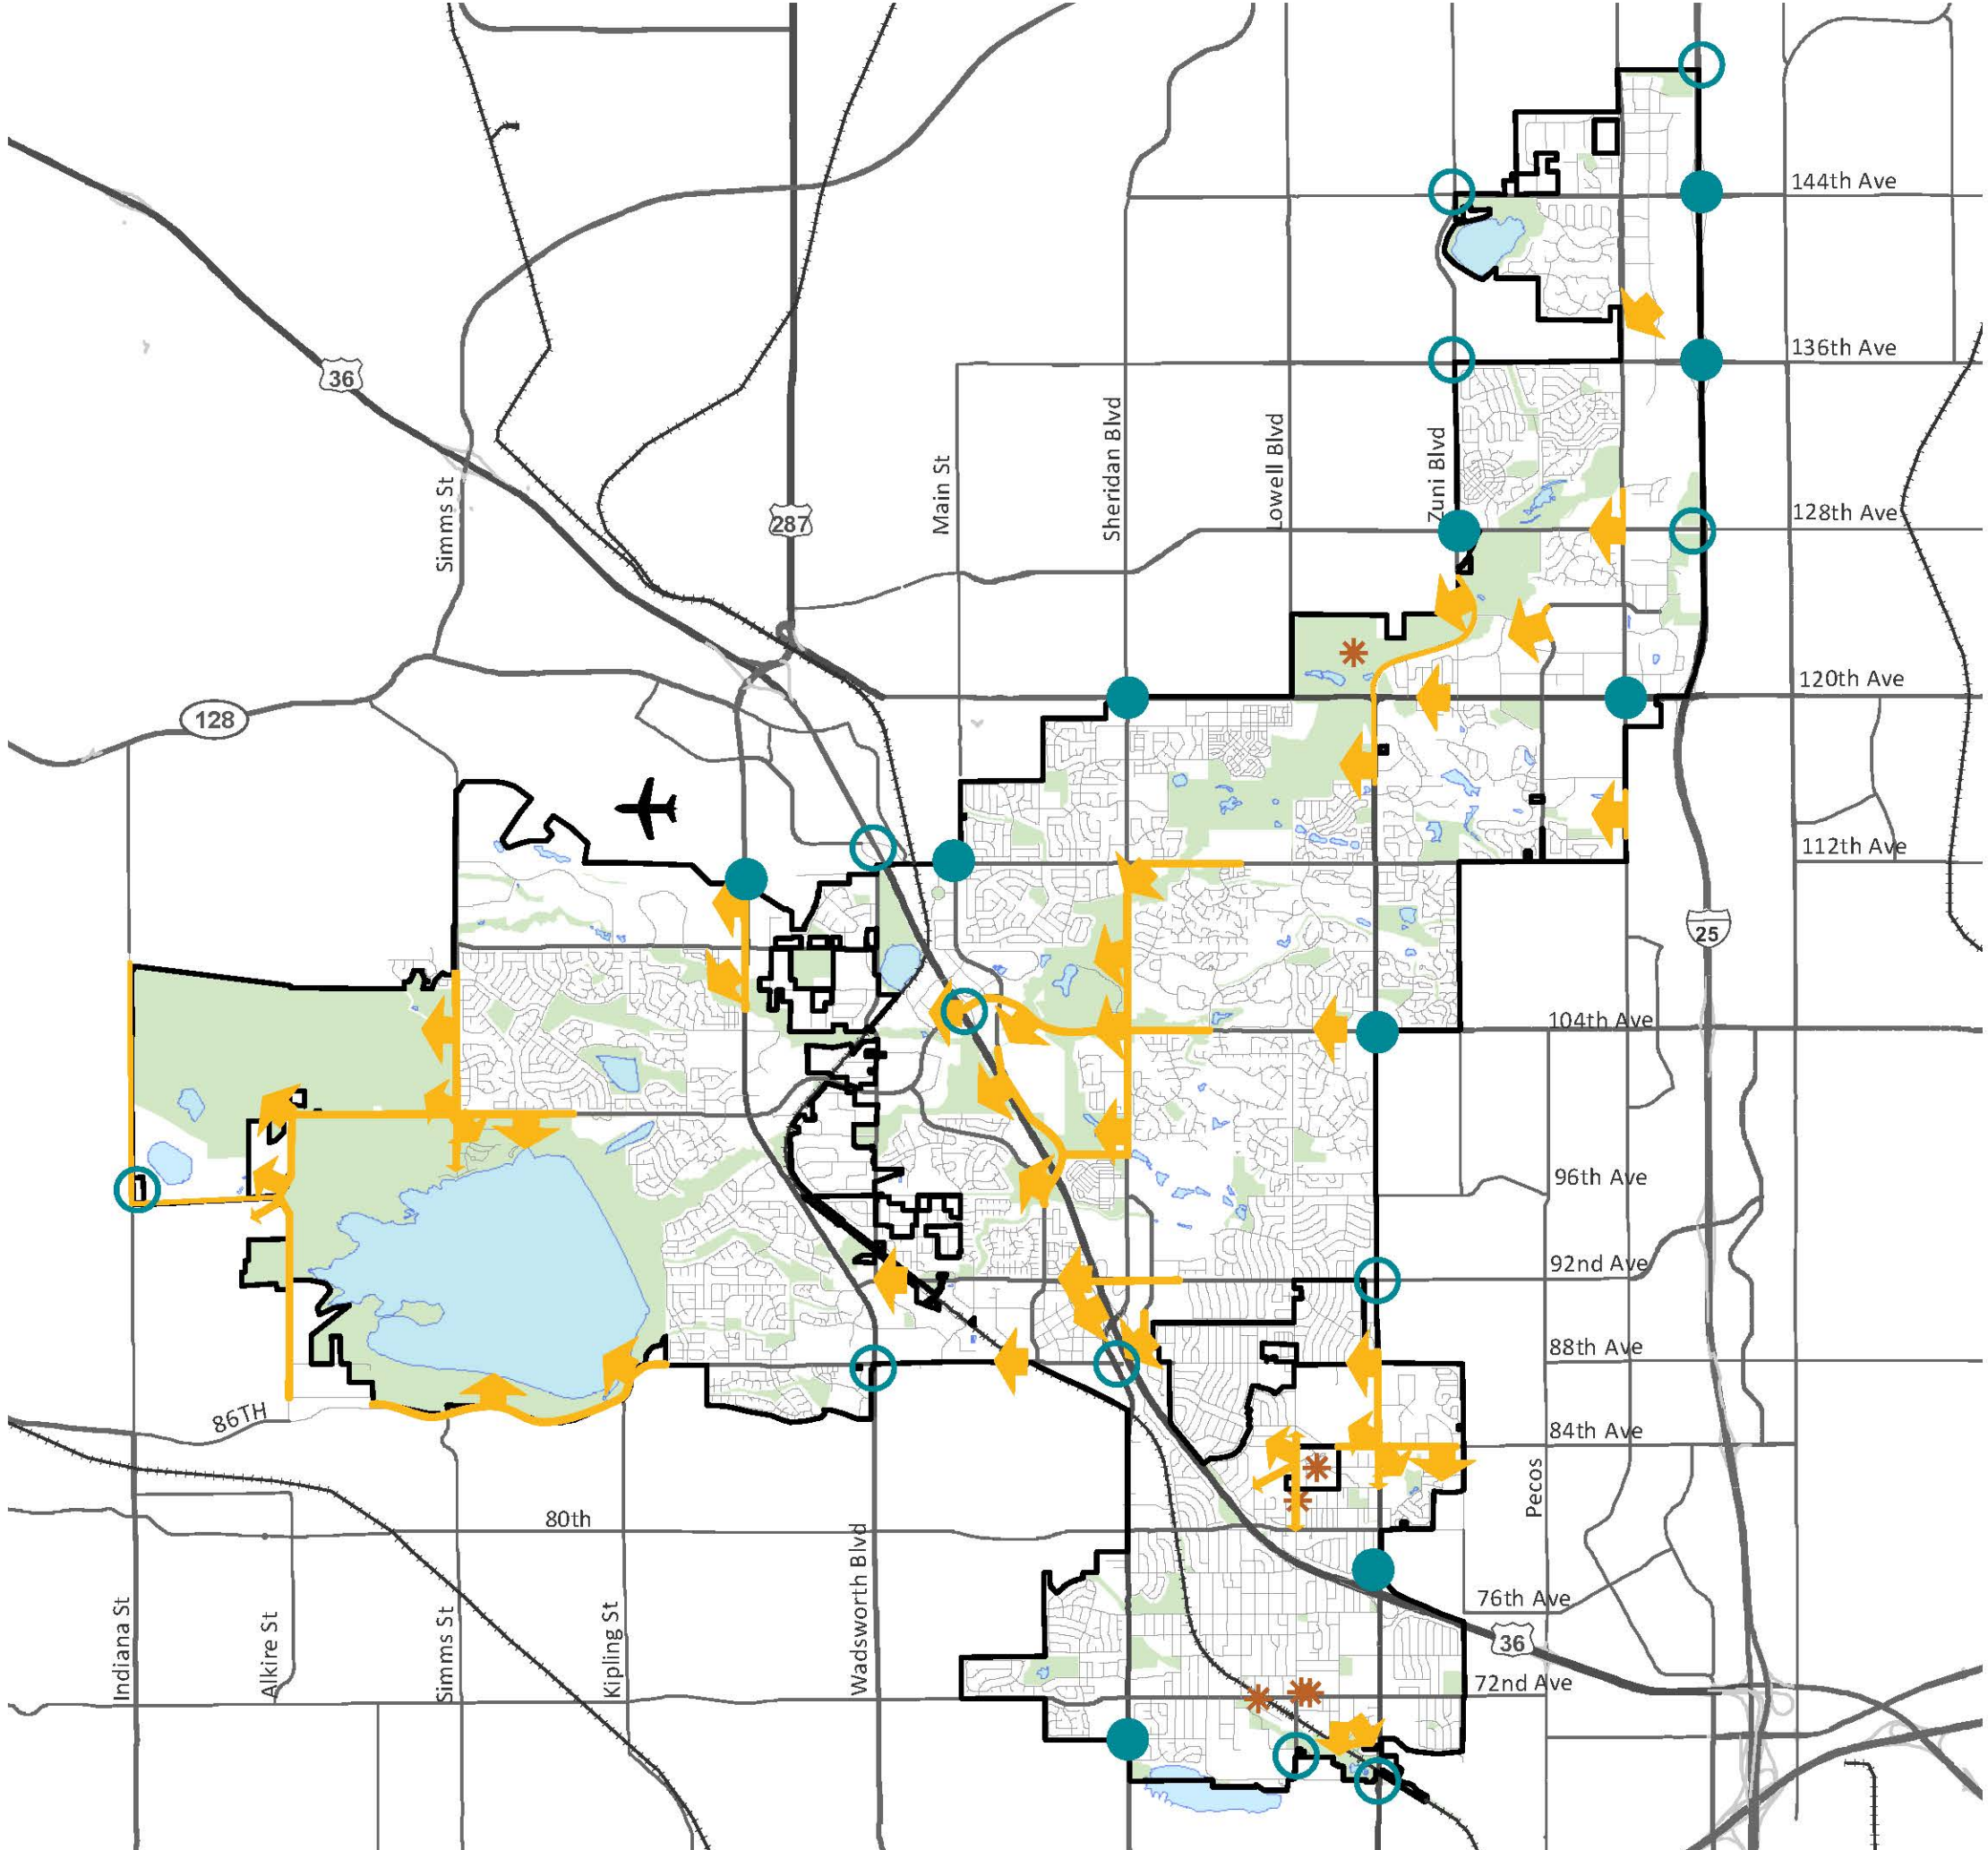 144th Ave
136th Ave
36
Sheridan Blvd
Lowell Blvd
Zuni Blvd
Main St
Simms St
287
128th Ave
120th Ave
128
112th Ave
25
104th Ave
96th Ave
92nd Ave
88th Ave
86TH
84th Ave
Pecos
80th
Wadsworth Blvd
76th Ave
Indiana St
Alkire St
Simms St
Kipling St
36
72nd Ave